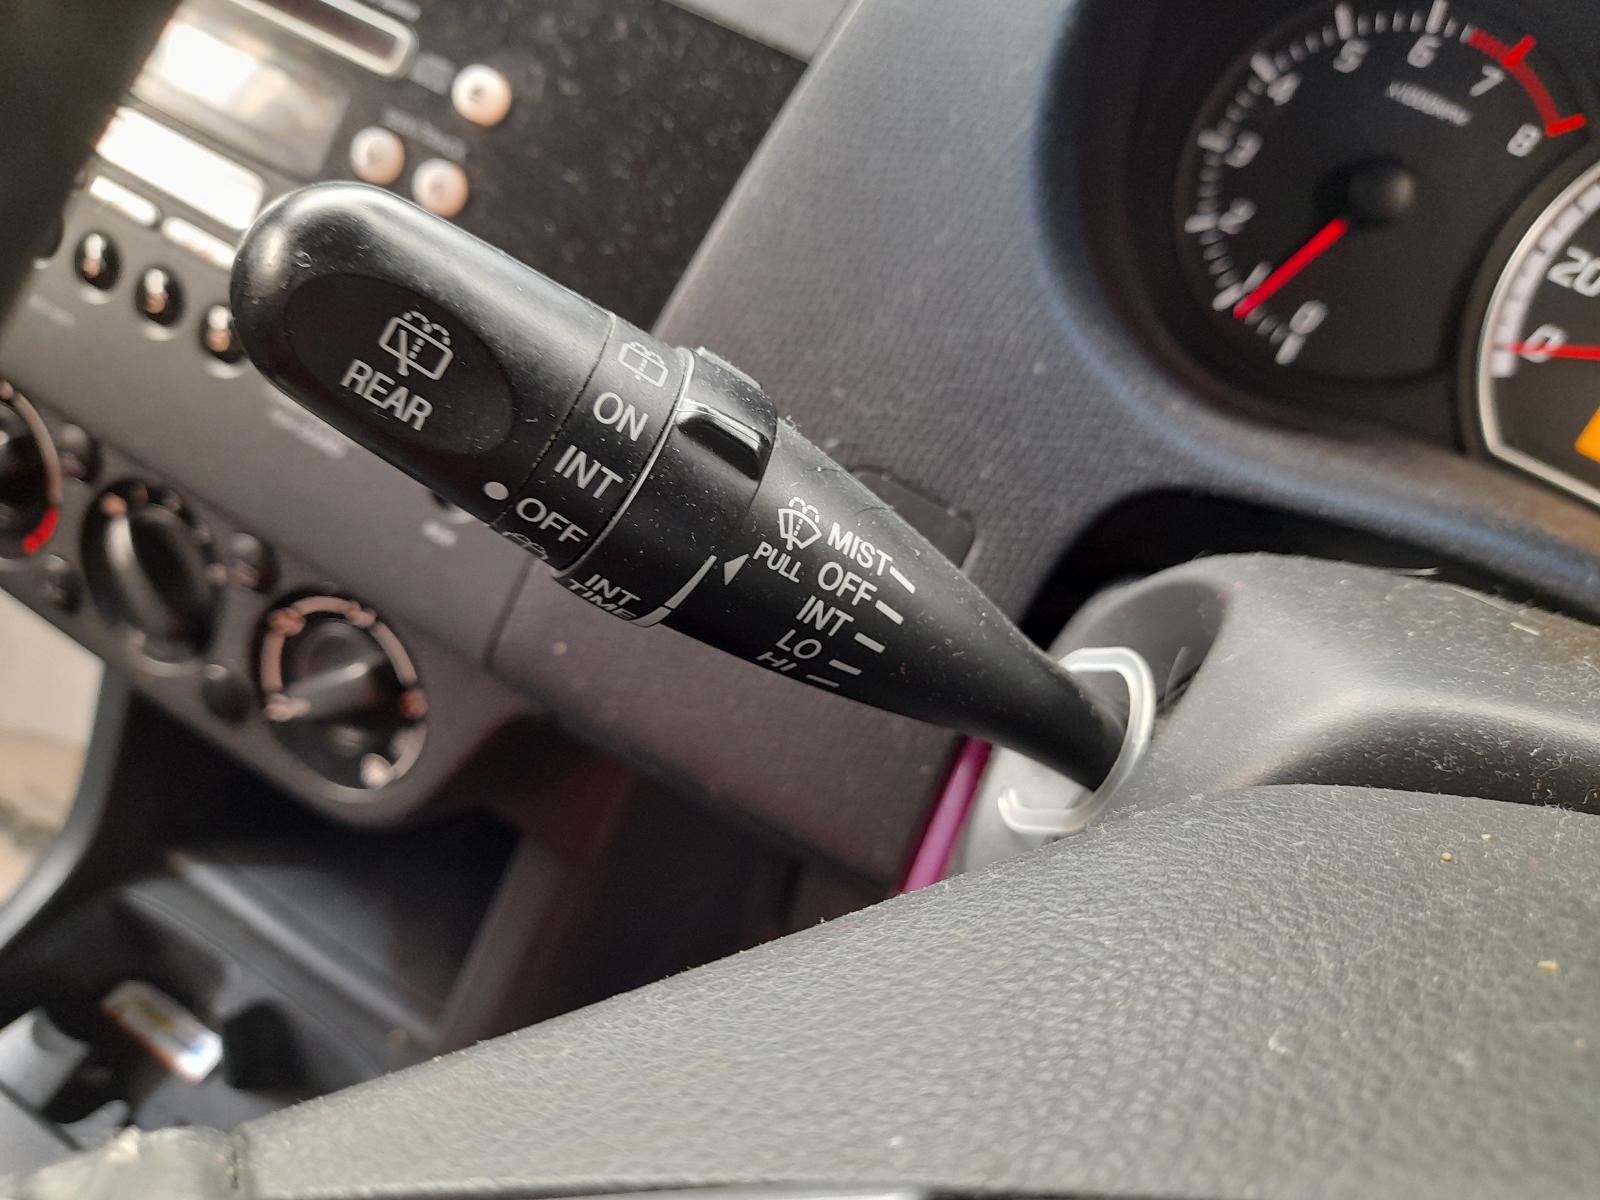 REAR
ON
INT
OFF
INT
TIME
MIST
PULL OFF
INT
LO
HI
0
1
2
3
4
5
6
7
8
20
0